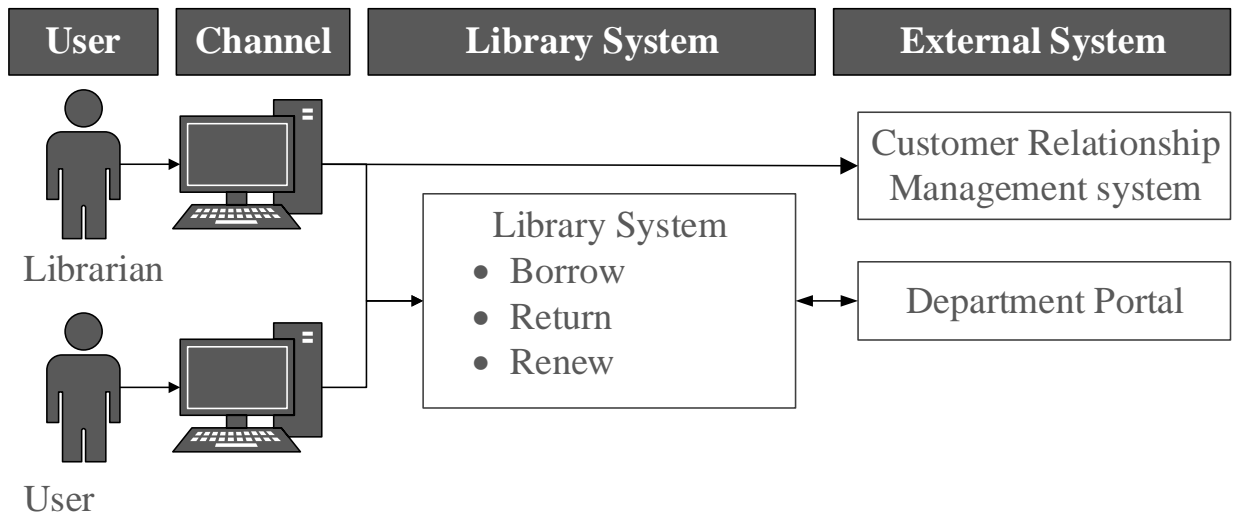 User
Channel
Library System
External System
Librarian
User
Library System
• Borrow
• Return
• Renew
Customer Relationship
Management system
Department Portal